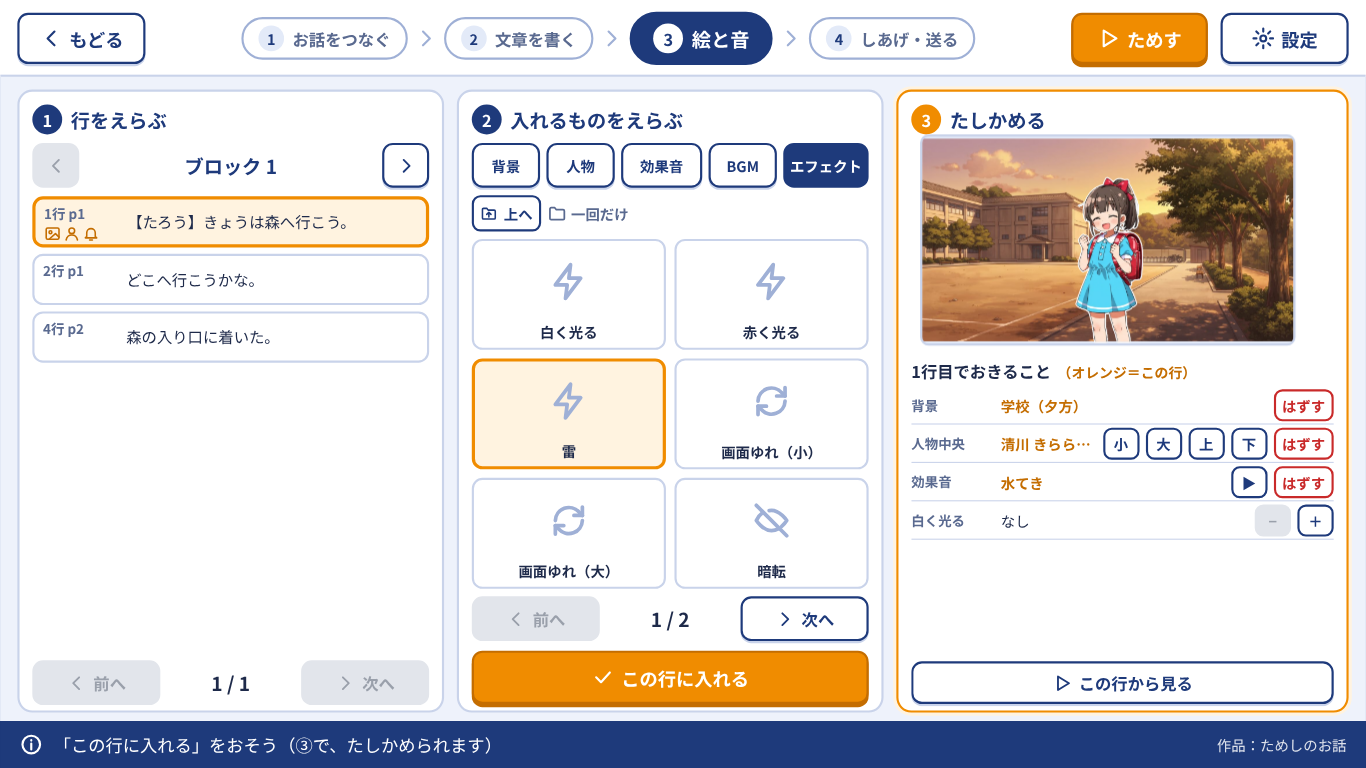 もどる
1 お話をつなぐ
2 文章を書く
3 絵と音
4 しあげ・送る
ためす
設定
1 行をえらぶ
ブロック 1
1行 p1 【たろう】きょうは森へ行こう。
2行 p1 どこへ行こうかな。
4行 p2 森の入り口に着いた。
前へ 1 / 1 次へ
2 入れるものをえらぶ
背景 人物 効果音 BGM エフェクト
上へ 一回だけ
白く光る 赤く光る
雷 画面ゆれ（小）
画面ゆれ（大） 暗転
前へ 1 / 2 次へ
この行に入れる
3 たしかめる
1行目でおきること （オレンジ＝この行）
背景 学校（夕方） はずす
人物中央 清川 きらら… 小 大 上 下 はずす
効果音 水てき ▶ はずす
白く光る なし − +
この行から見る
「この行に入れる」をおそう（③で、たしかめられます）
作品：ためしのお話